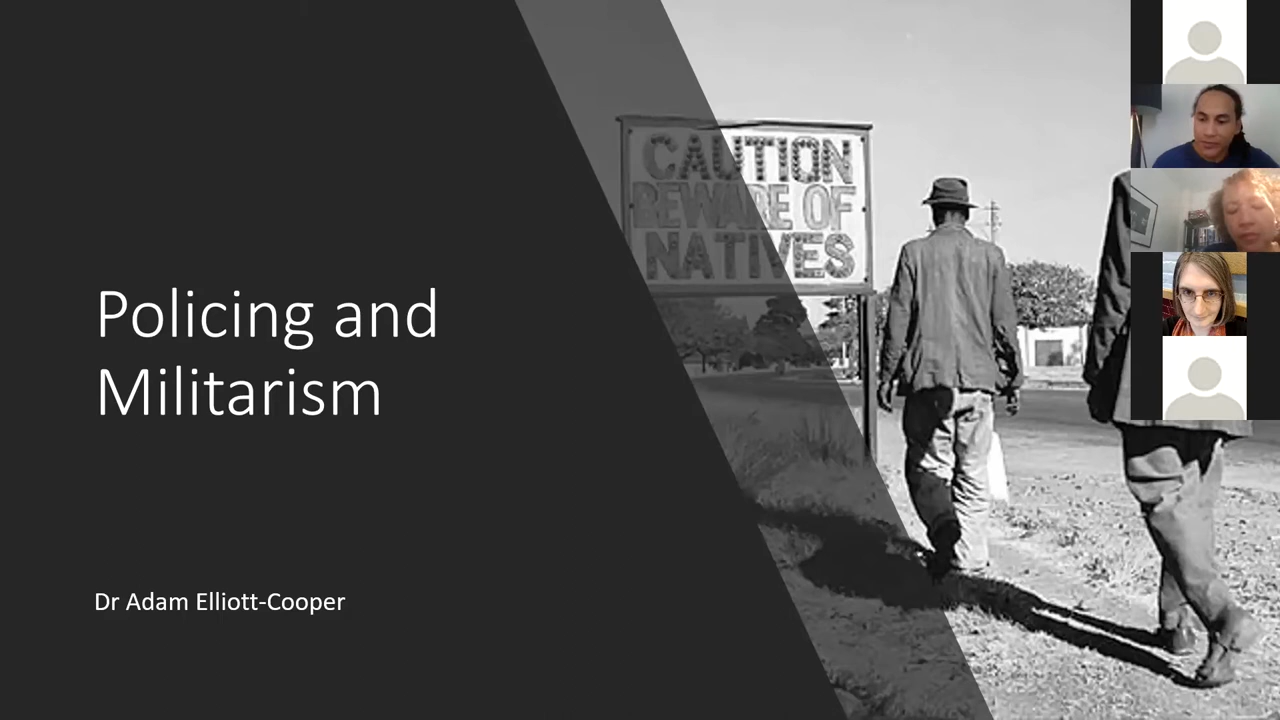 Policing and
Militarism
Dr Adam Elliott-Cooper
CAUTION
BEWARE OF
NATIVES